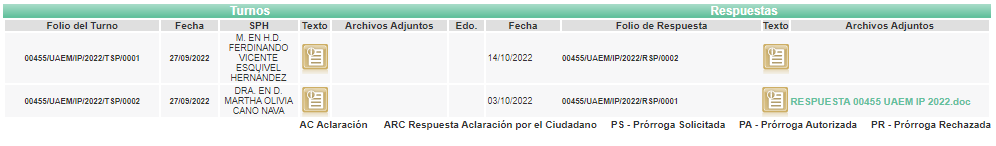 Turnos Respuestas
Folio del Turno Fecha SPH Texto Archivos Adjuntos Edo. Fecha Folio de Respuesta Texto Archivos Adjuntos
00455/UAEM/IP/2022/TSP/0001 27/09/2022 M. EN H.D. FERDINANDO VICENTE ESQUIVEL HERNÁNDEZ 14/10/2022 00455/UAEM/IP/2022/RSP/0002
00455/UAEM/IP/2022/TSP/0002 27/09/2022 DRA. EN D. MARTHA OLIVIA CANO NAVA 03/10/2022 00455/UAEM/IP/2022/RSP/0001 RESPUESTA 00455 UAEM IP 2022.doc
AC Aclaración ARC Respuesta Aclaración por el Ciudadano PS - Prórroga Solicitada PA - Prórroga Autorizada PR - Prórroga Rechazada